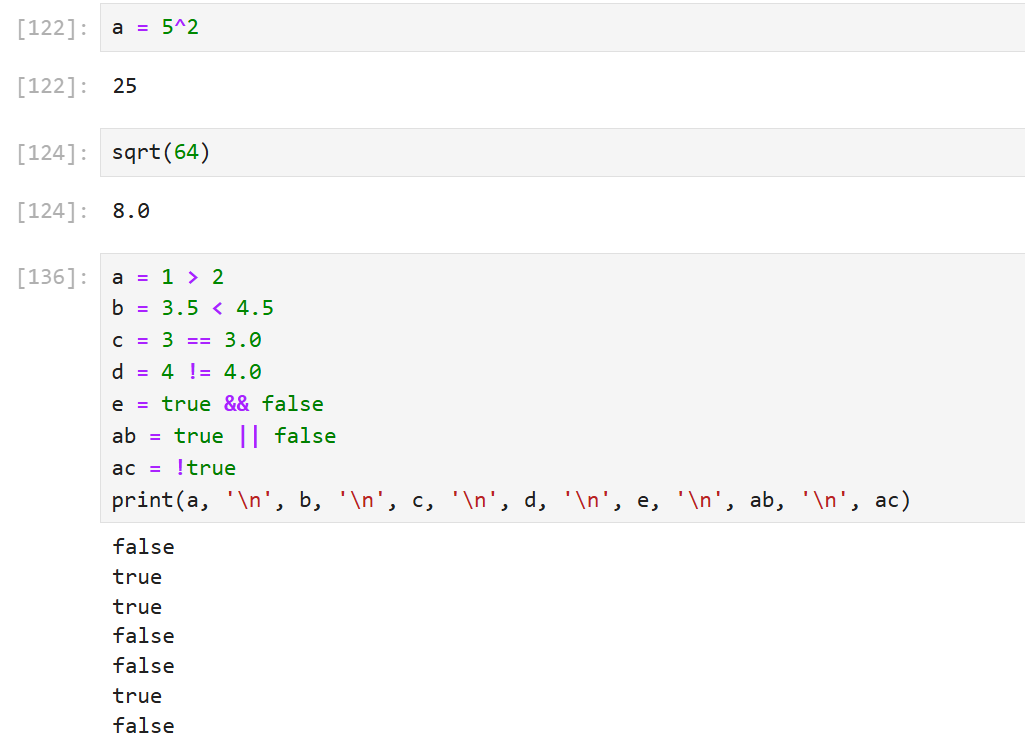 [122]: a = 5^2
[122]: 25
[124]: sqrt(64)
[124]: 8.0
[136]: a = 1 > 2
b = 3.5 < 4.5
c = 3 == 3.0
d = 4 != 4.0
e = true && false
ab = true || false
ac = !true
print(a, '\n', b, '\n', c, '\n', d, '\n', e, '\n', ab, '\n', ac)
false
true
true
false
false
true
false